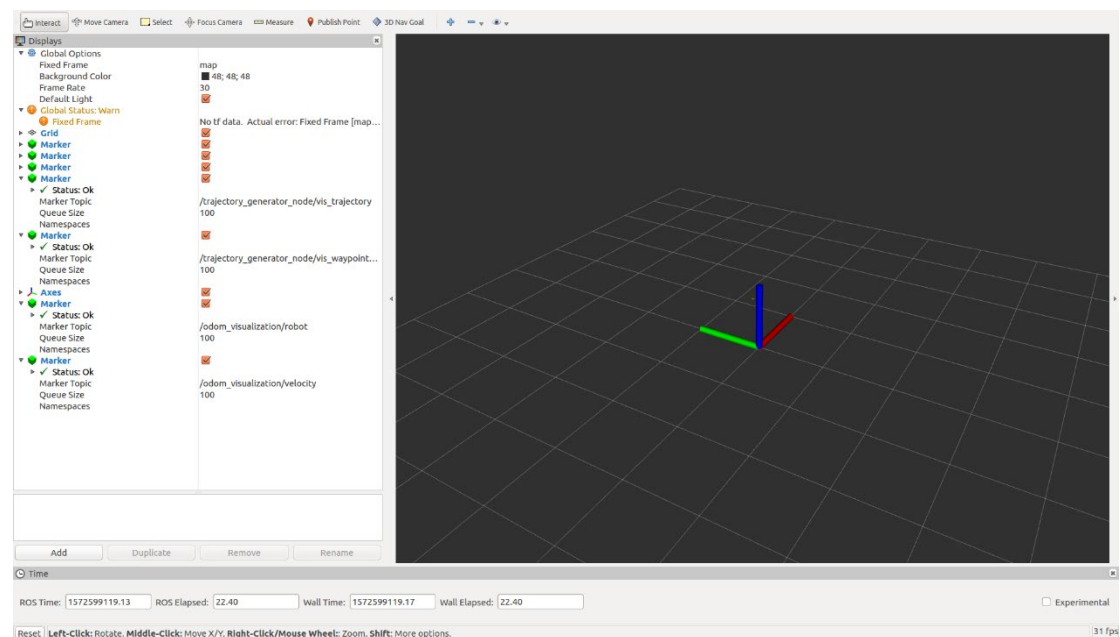 Interact Move Camera Select Focus Camera Measure Publish Point 3D Nav Goal
Displays
Global Options
Fixed Frame map
Background Color 48; 48; 48
Frame Rate 30
Default Light
Global Status: Warn
Fixed Frame No tf data. Actual error: Fixed Frame [map...
Grid
Marker
Marker
Marker
Marker
Status: Ok
Marker Topic /trajectory_generator_node/vis_trajectory
Queue Size 100
Namespaces
Marker
Status: Ok
Marker Topic /trajectory_generator_node/vis_waypoint...
Queue Size 100
Namespaces
Axes
Marker
Status: Ok
Marker Topic /odom_visualization/robot
Queue Size 100
Namespaces
Marker
Status: Ok
Marker Topic /odom_visualization/velocity
Queue Size 100
Namespaces
Add Duplicate Remove Rename
Time
ROS Time: 1572599119.13 ROS Elapsed: 22.40 Wall Time: 1572599119.17 Wall Elapsed: 22.40 Experimental
Reset Left-Click: Rotate. Middle-Click: Move X/Y. Right-Click/Mouse Wheel: Zoom. Shift: More options. 31 fps